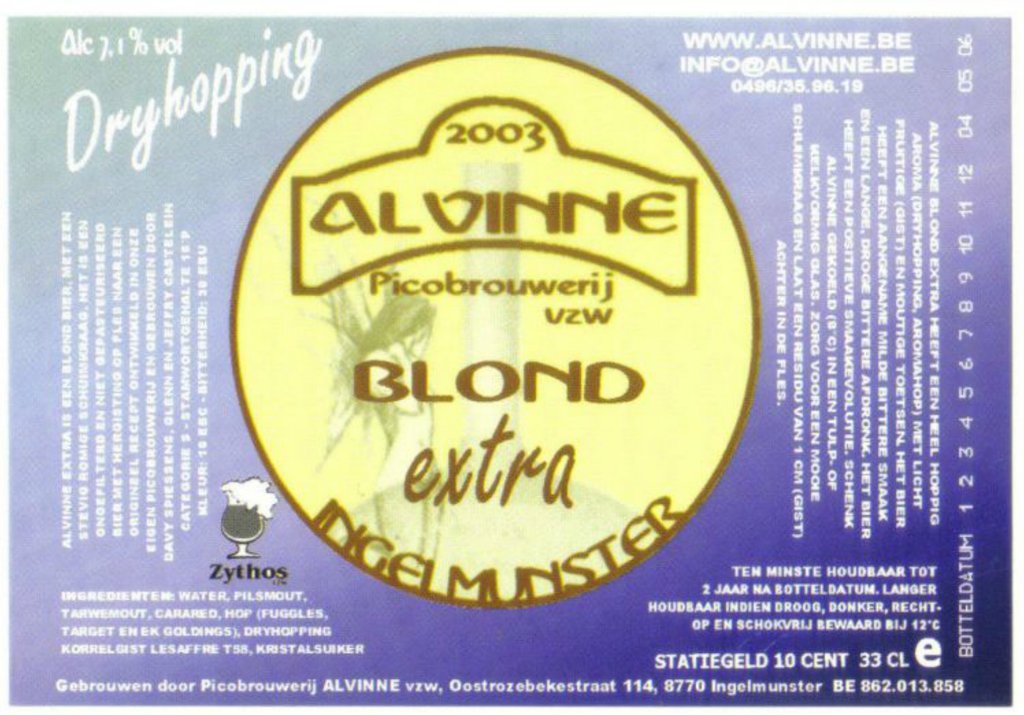 Alc 7,1% vol
Dryhopping
ALVINNE EXTRA IS EEN BLOND BIER, MET EEN
STEVIG ROMIGE SCHUIMKRAAG. HET IS EEN
ONGEFILTERD EN NIET GEPASTEURISEERD
BIER MET HERGISTING OP FLES NAAR EEN
ORIGINEEL RECEPT ONTWIKKELD IN ONZE
EIGEN PICOBROUWERIJ EN GEBROUWEN DOOR
DAVY SPIESSENS, GLENN EN JEFFRY CASTELEIN
CATEGORIE S - STAMWORTGEHALTE 15°P
KLEUR: 10 EBC - BITTERHEID: 30 EBU
Zythos
INGREDIENTEN: WATER, PILSMOUT,
TARWEMOUT, CARARED, HOP (FUGGLES,
TARGET EN EK GOLDINGS), DRYHOPPING
KORRELGIST LESAFFRE T58, KRISTALSUIKER
2003
ALVINNE
Picobrouwerij
vzw
BLOND
extra
INGELMUNSTER
WWW.ALVINNE.BE
INFO@ALVINNE.BE
0496/35.96.19
ALVINNE BLOND EXTRA HEEFT EEN HEEL HOPPIG
AROMA (DRYHOPPING, AROMAHOP) MET LICHT
FRUITIGE (GIST) EN MOUTIGE TOETSEN. HET BIER
HEEFT EEN AANGENAME MILDE BITTERE SMAAK
EN EEN LANGE, DROGE BITTERE AFDRONK. HET BIER
HEEFT EEN POSITIEVE SMAAKEVOLUTIE. SCHENK
ALVINNE GEKOELD (8°C) IN EEN TULP- OF
KELKVORMIG GLAS. ZORG VOOR EEN MOOIE
SCHUIMKRAAG EN LAAT EEN RESIDU VAN 1 CM (GIST)
ACHTER IN DE FLES.
BOTTELDATUM 1 2 3 4 5 6 7 8 9 10 11 12 04 05 06
TEN MINSTE HOUDBAAR TOT
2 JAAR NA BOTTELDATUM. LANGER
HOUDBAAR INDIEN DROOG, DONKER, RECHT-
OP EN SCHOKVRIJ BEWAARD BIJ 12°C
STATIEGELD 10 CENT 33 CL e
Gebrouwen door Picobrouwerij ALVINNE vzw, Oostrozebekestraat 114, 8770 Ingelmunster BE 862.013.858